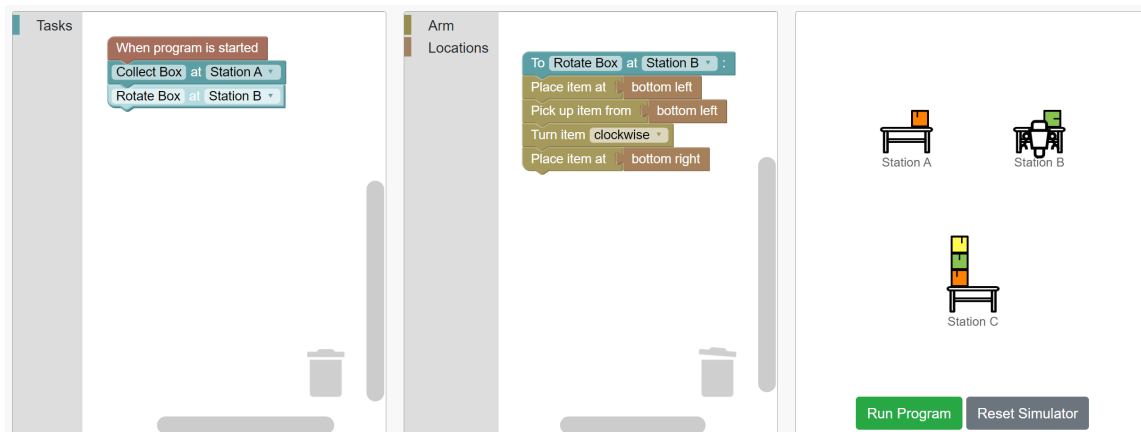 Tasks
When program is started
Collect Box at Station A
Rotate Box at Station B
Arm
Locations
To Rotate Box at Station B :
Place item at bottom left
Pick up item from bottom left
Turn item clockwise
Place item at bottom right
Station A
Station B
Station C
Run Program
Reset Simulator